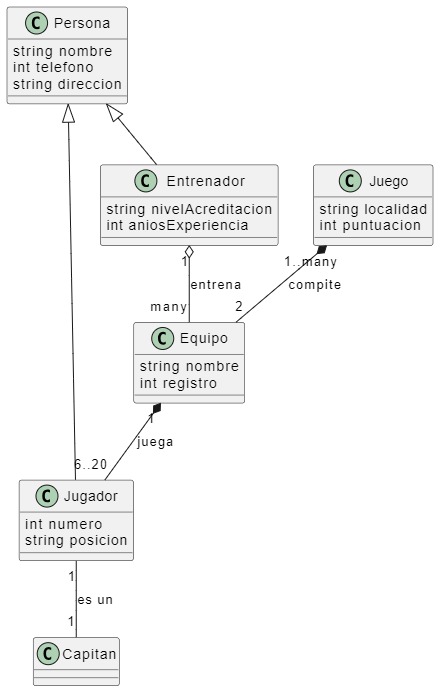 C Persona
string nombre
int telefono
string direccion
C Entrenador
string nivelAcreditacion
int aniosExperiencia
C Juego
string localidad
int puntuacion
1
entrena
many
1..many
compite
2
C Equipo
string nombre
int registro
1
juega
6..20
C Jugador
int numero
string posicion
1
es un
1
C Capitan